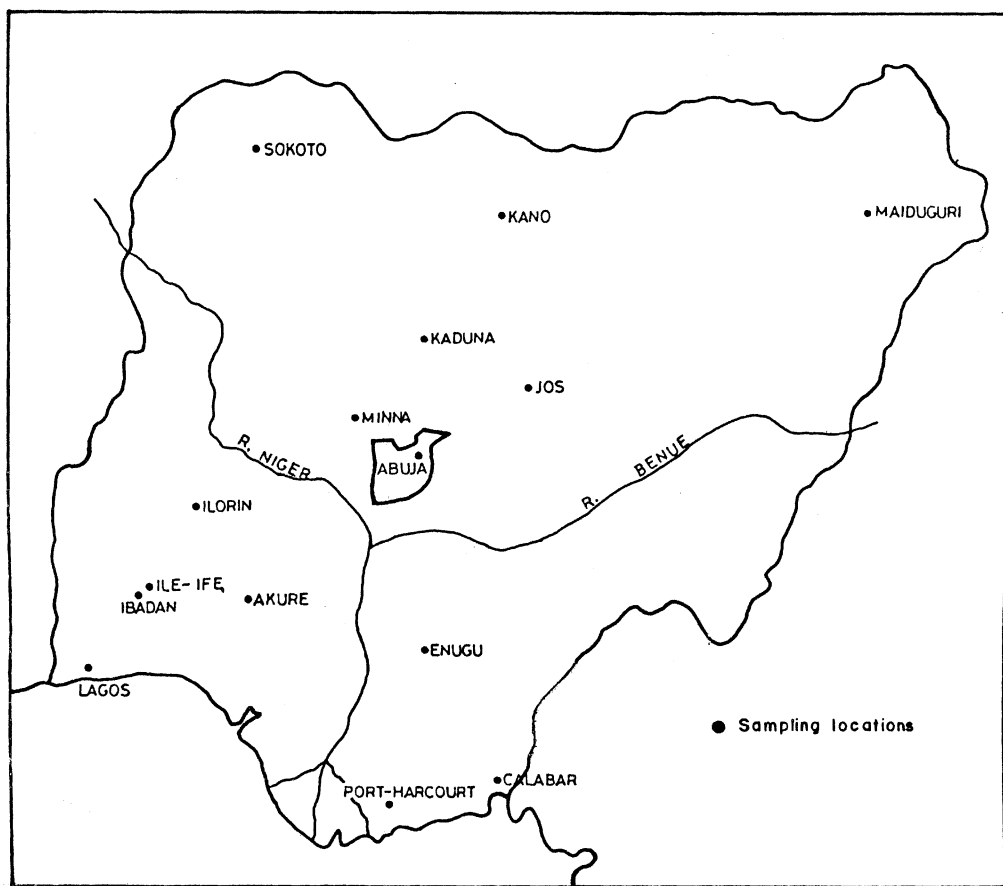 SOKOTO
KANO
MAIDUGURI
KADUNA
JOS
MINNA
R. NIGER
ABUJA
R. BENUE
ILORIN
ILE-IFE
IBADAN
AKURE
ENUGU
LAGOS
Sampling locations
CALABAR
PORT-HARCOURT